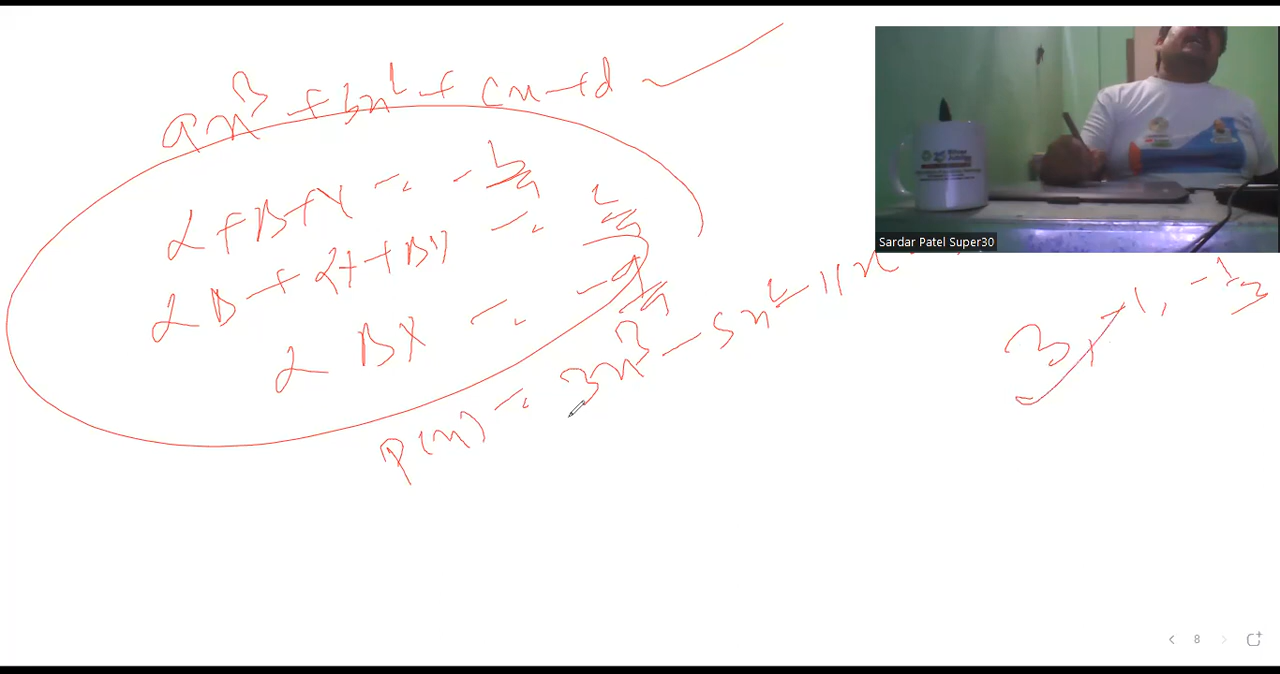 ax³ + bx² + cx + d
α + β + γ = -b/a
αβ + αγ + βγ = c/a
αβγ = -d/a
p(x) = 3x³ - 5x² - 11x -
3, -1, -1/3
Sardar Patel Super30
8